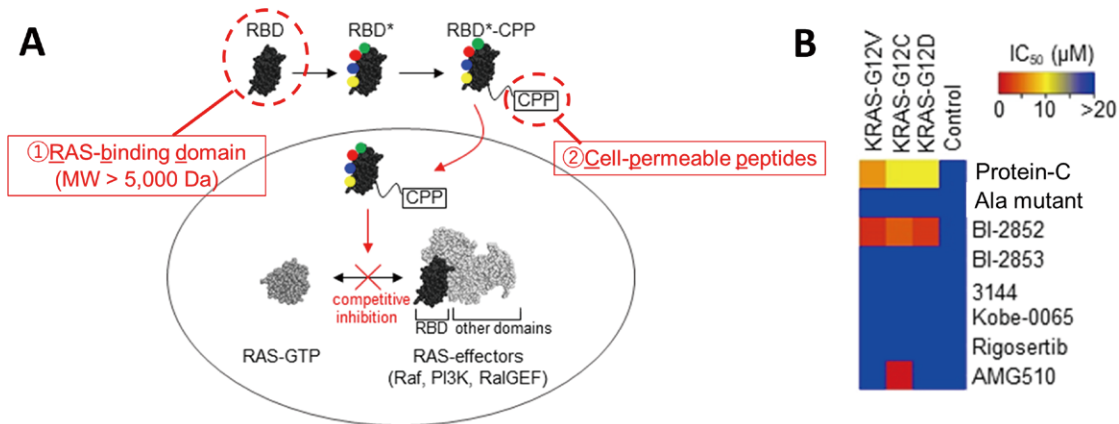 A
RBD
RBD*
RBD*-CPP
CPP
①RAS-binding domain
(MW > 5,000 Da)
②Cell-permeable peptides
CPP
competitive
inhibition
RBD
other domains
RAS-GTP
RAS-effectors
(Raf, PI3K, RalGEF)
B
KRAS-G12V
KRAS-G12C
KRAS-G12D
Control
IC₅₀ (µM)
0 10 >20
Protein-C
Ala mutant
BI-2852
BI-2853
3144
Kobe-0065
Rigosertib
AMG510